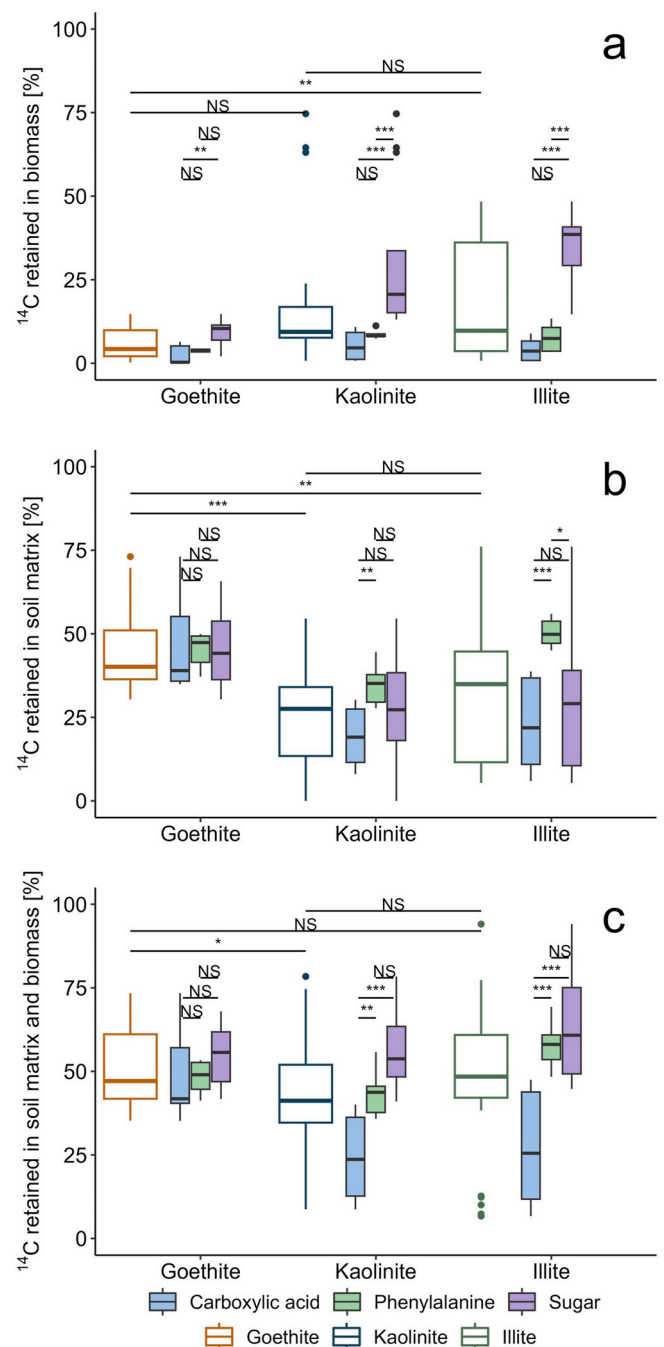 a
100
75
50
25
0
¹⁴C retained in biomass [%]
NS
**
NS
NS
**
NS
***
***
NS
***
***
NS
Goethite Kaolinite Illite
b
100
75
50
25
0
¹⁴C retained in soil matrix [%]
NS
**
***
NS
NS
NS
NS
NS
**
*
NS
***
Goethite Kaolinite Illite
c
100
75
50
25
0
¹⁴C retained in soil matrix and biomass [%]
NS
NS
*
NS
NS
NS
NS
***
**
NS
***
***
Goethite Kaolinite Illite
Carboxylic acid Phenylalanine Sugar
Goethite Kaolinite Illite